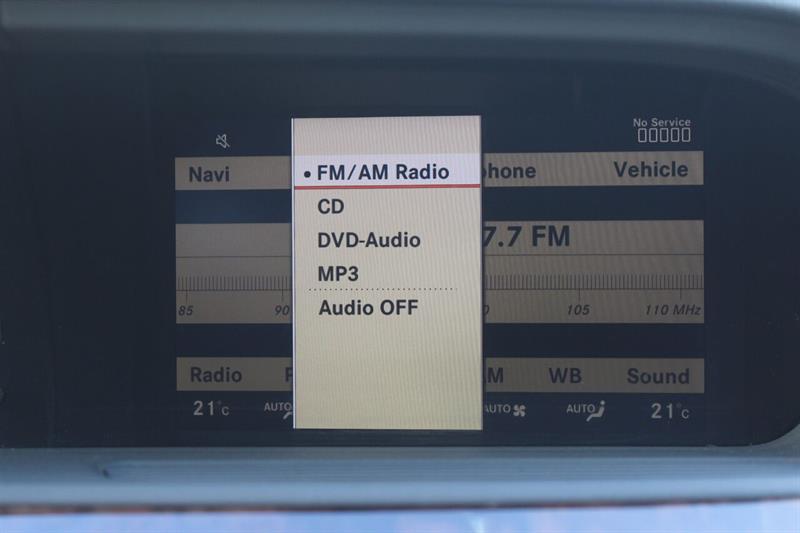 No Service
Navi
FM/AM Radio
hone
Vehicle
CD
DVD-Audio
7.7 FM
MP3
85
90
105
110 MHz
Audio OFF
Radio
WB
Sound
21°C
AUTO
AUTO
AUTO
21°C